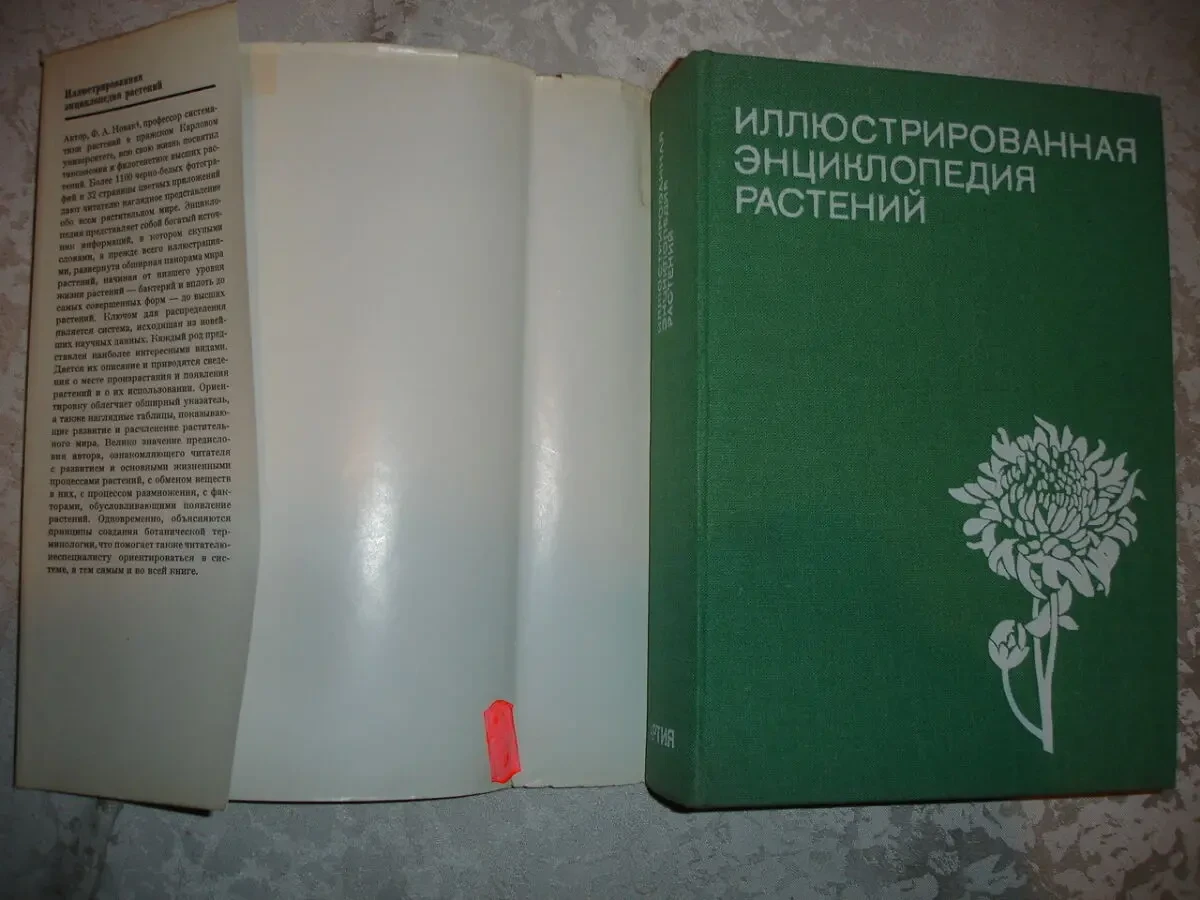 Иллюстрированная
энциклопедия растений
Автор, Ф. А. Новак, профессор система-
тики растений в пражском Карловом
университете, всю свою жизнь посвятил
таксономии и филогенетике высших рас-
тений. Более 1100 черно-белых фотогра-
фий и 32 страницы цветных приложений
дают читателю наглядное представление
обо всем растительном мире. Энцикло-
педия представляет собой богатый источ-
ник информаций, в котором скупыми
словами, а прежде всего иллюстрация-
ми, развернута обширная панорама мира
растений, начиная от низшего уровня
жизни растений — бактерий и вплоть до
самых совершенных форм — до высших
растений. Ключом для распределения
является система, исходящая из новей-
ших научных данных. Каждый род пред-
ставлен наиболее интересными видами.
Дается их описание и приводятся сведе-
ния о месте произрастания и появления
растений и о их использовании. Ориен-
тировку облегчает обширный указатель,
а также наглядные таблицы, показываю-
щие развитие и расчленение раститель-
ного мира. Велико значение предисло-
вия автора, ознакомляющего читателя
с развитием и основными жизненными
процессами растений, с обменом веществ
в них, с процессом размножения, с фак-
торами, обусловливающими появление
растений. Одновременно, объясняются
принципы создания ботанической тер-
минологии, что помогает также читателю-
неспециалисту ориентироваться в сис-
теме, а тем самым и во всей книге.
ИЛЛЮСТРИРОВАННАЯ
ЭНЦИКЛОПЕДИЯ
РАСТЕНИЙ
АРТИЯ
ИЛЛЮСТРИРОВАННАЯ
ЭНЦИКЛОПЕДИЯ
РАСТЕНИЙ